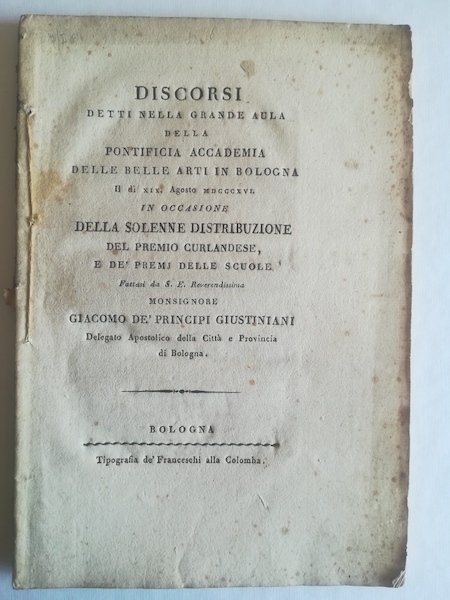 DISCORSI
DETTI NELLA GRANDE AULA
DELLA
PONTIFICIA ACCADEMIA
DELLE BELLE ARTI IN BOLOGNA
Il di XIX. Agosto MDCCCXVI.
IN OCCASIONE
DELLA SOLENNE DISTRIBUZIONE
DEL PREMIO CURLANDESE,
E DE' PREMJ DELLE SCUOLE
Fattasi da S. E. Reverendissima
MONSIGNORE
GIACOMO DE' PRINCIPI GIUSTINIANI
Delegato Apostolico della Città e Provincia
di Bologna.
BOLOGNA
Tipografia de' Franceschi alla Colomba.